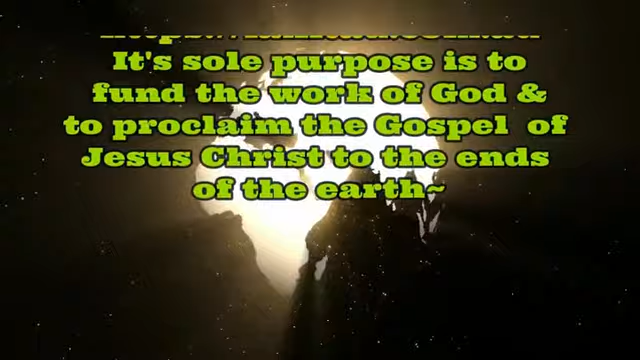 It's sole purpose is to
fund the work of God &
to proclaim the Gospel of
Jesus Christ to the ends
of the earth~